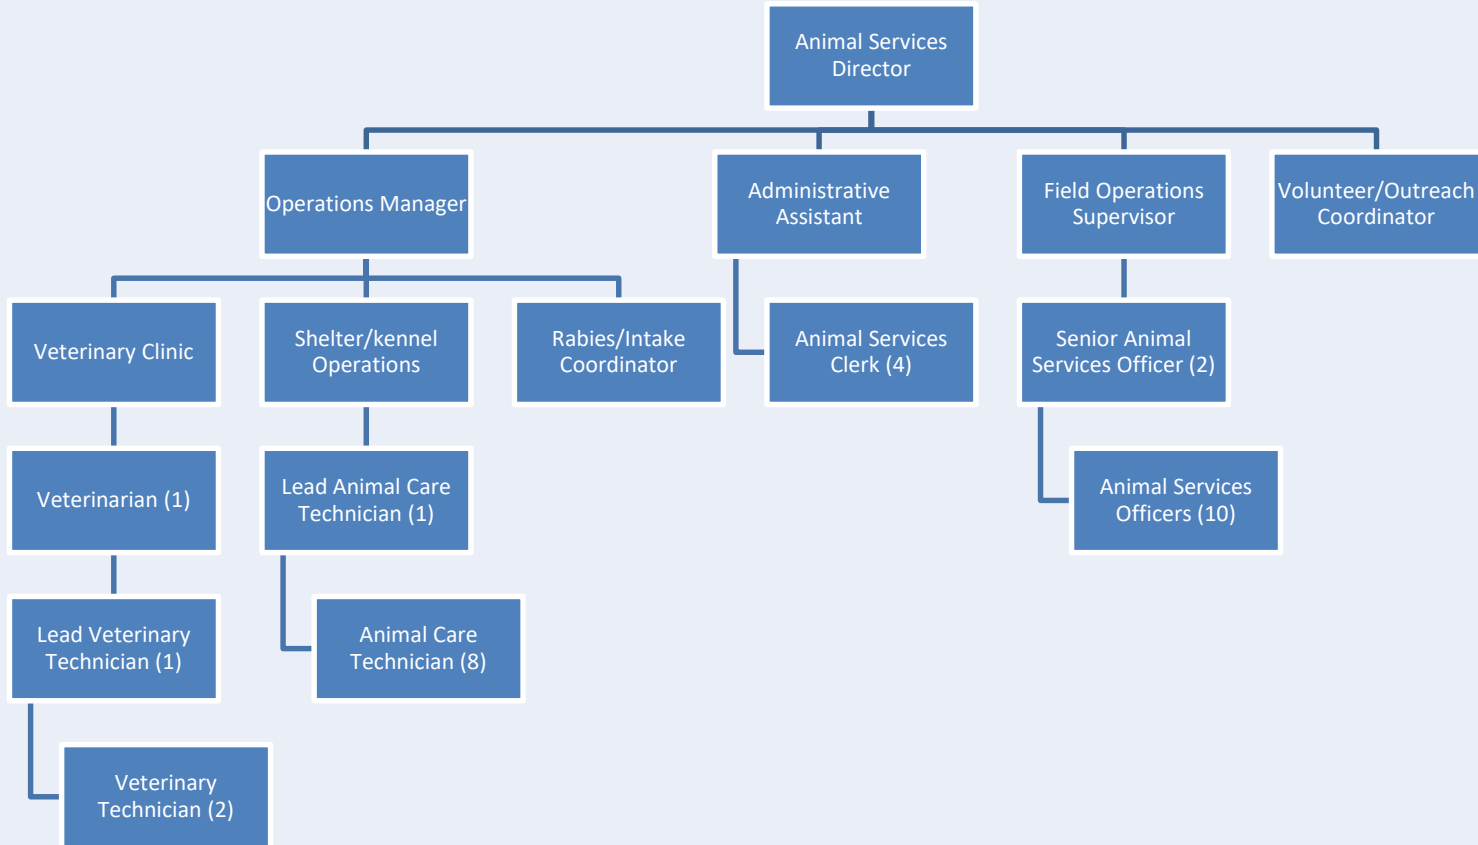 Animal Services
Director
Operations Manager
Administrative
Assistant
Field Operations
Supervisor
Volunteer/Outreach
Coordinator
Veterinary Clinic
Shelter/kennel
Operations
Rabies/Intake
Coordinator
Animal Services
Clerk (4)
Senior Animal
Services Officer (2)
Veterinarian (1)
Lead Animal Care
Technician (1)
Animal Services
Officers (10)
Lead Veterinary
Technician (1)
Animal Care
Technician (8)
Veterinary
Technician (2)